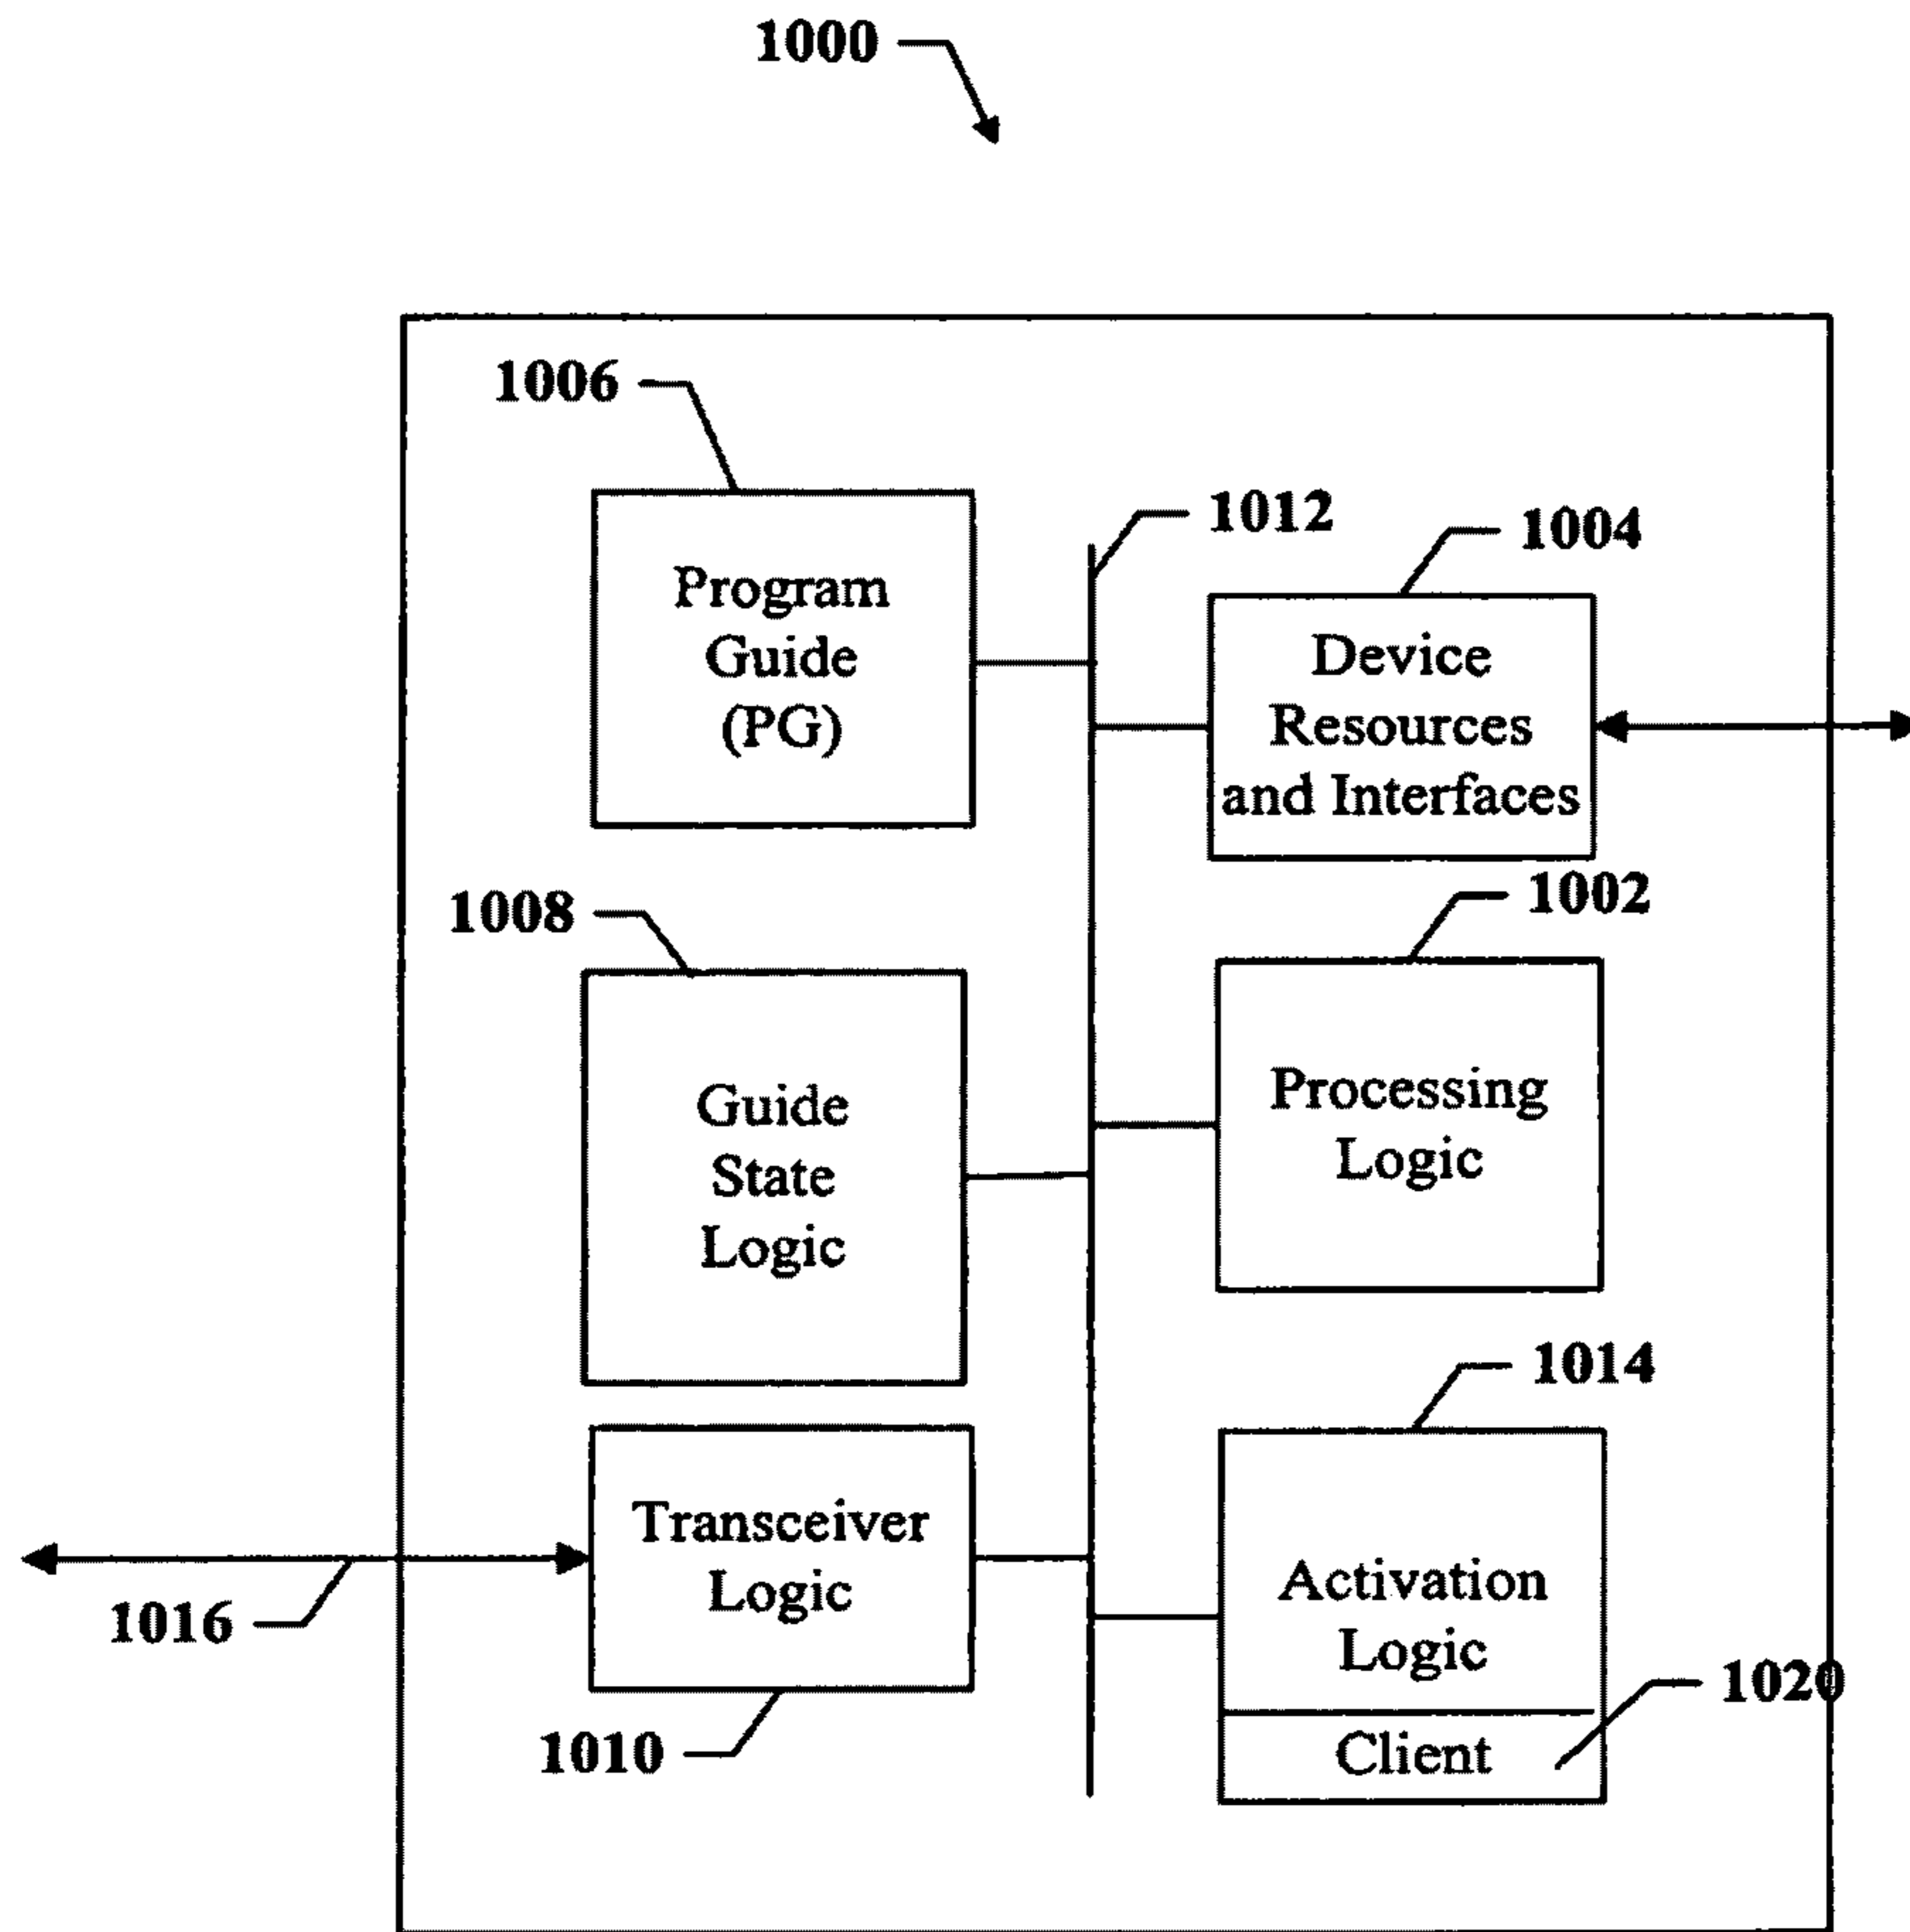 1000
1006
Program
Guide
(PG)
1012
1004
Device
Resources
and Interfaces
1008
Guide
State
Logic
1002
Processing
Logic
1014
Activation
Logic
Client
1020
Transceiver
Logic
1016
1010